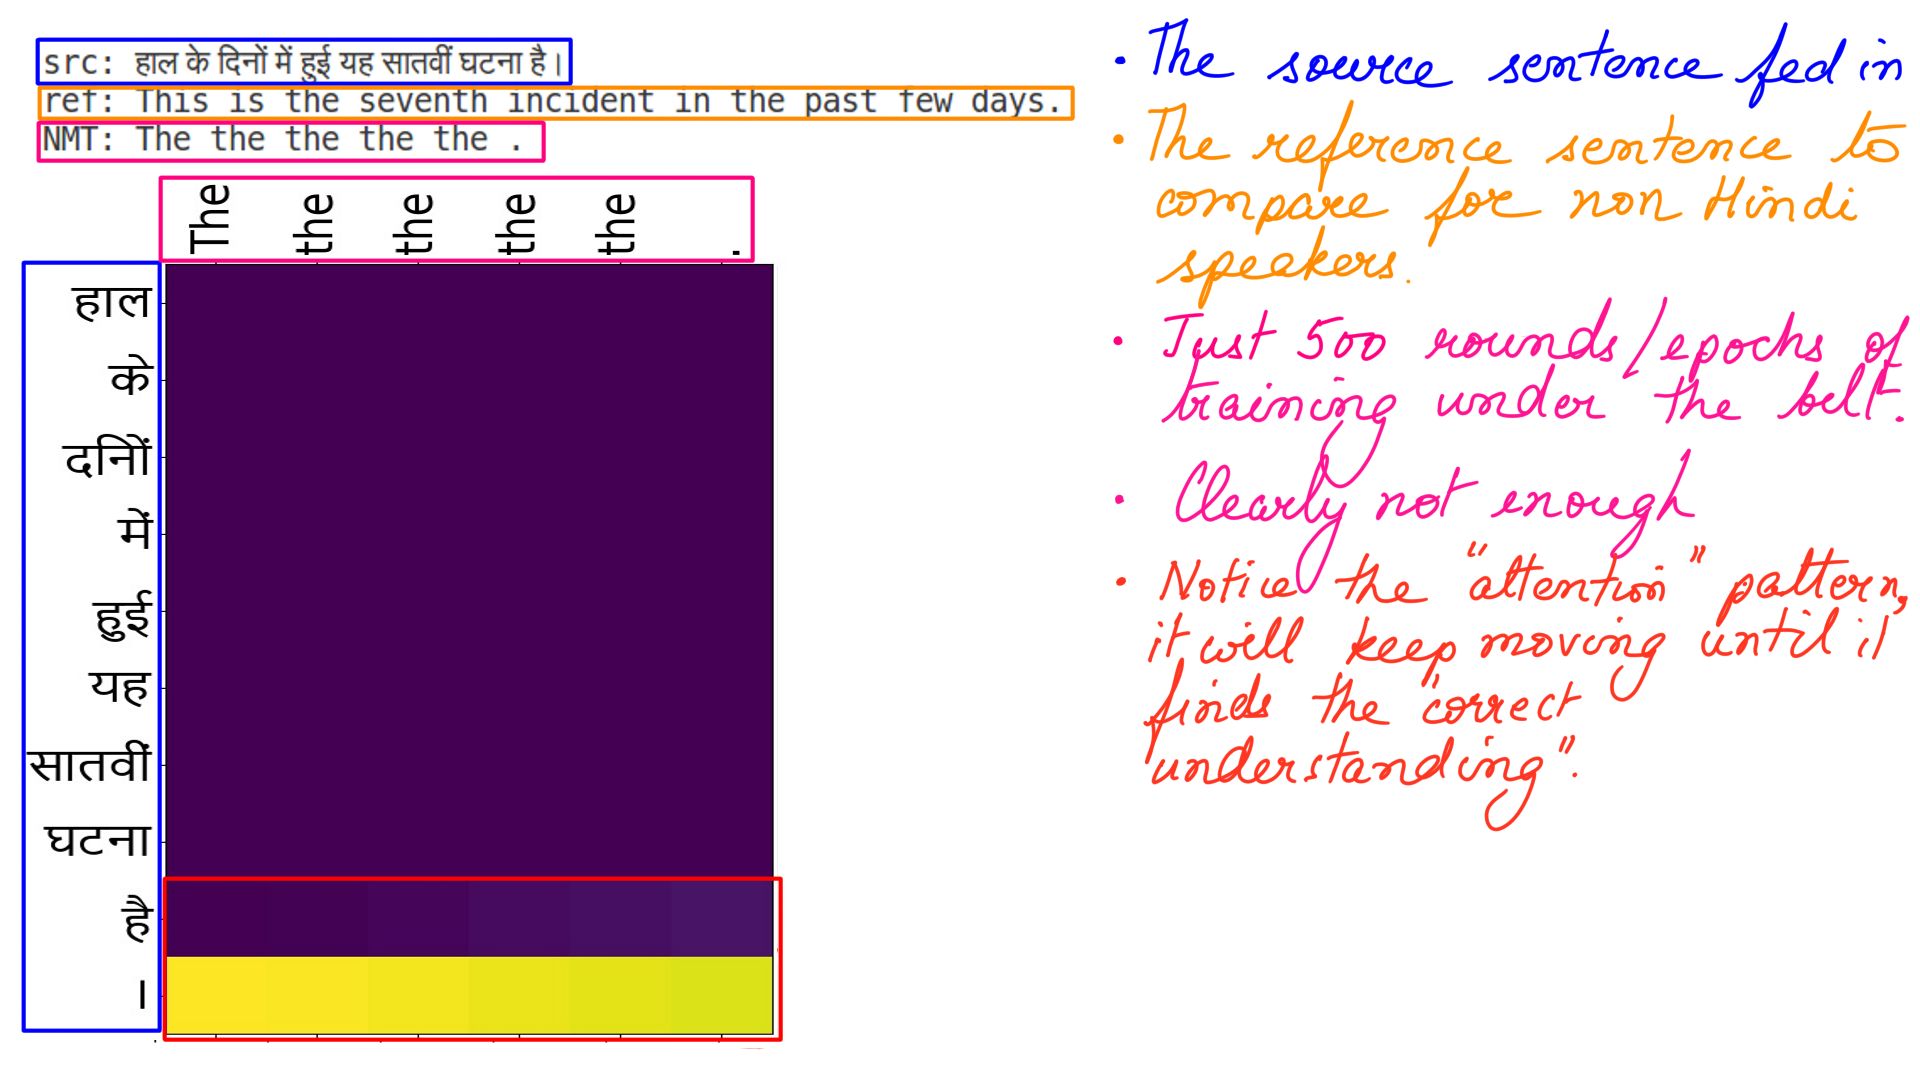 src: हाल के दिनों में हुई यह सातवीं घटना है।
ref: This is the seventh incident in the past few days.
NMT: The the the the the .
The the the the the .
हाल
के
दिनों
में
हुई
यह
सातवीं
घटना
है
।
• The source sentence fed in
• The reference sentence to
compare for non Hindi
speakers.
• Just 500 rounds/epochs of
training under the belt.
• Clearly not enough
• Notice the "attention" pattern,
it will keep moving until it
finds the "correct
understanding".